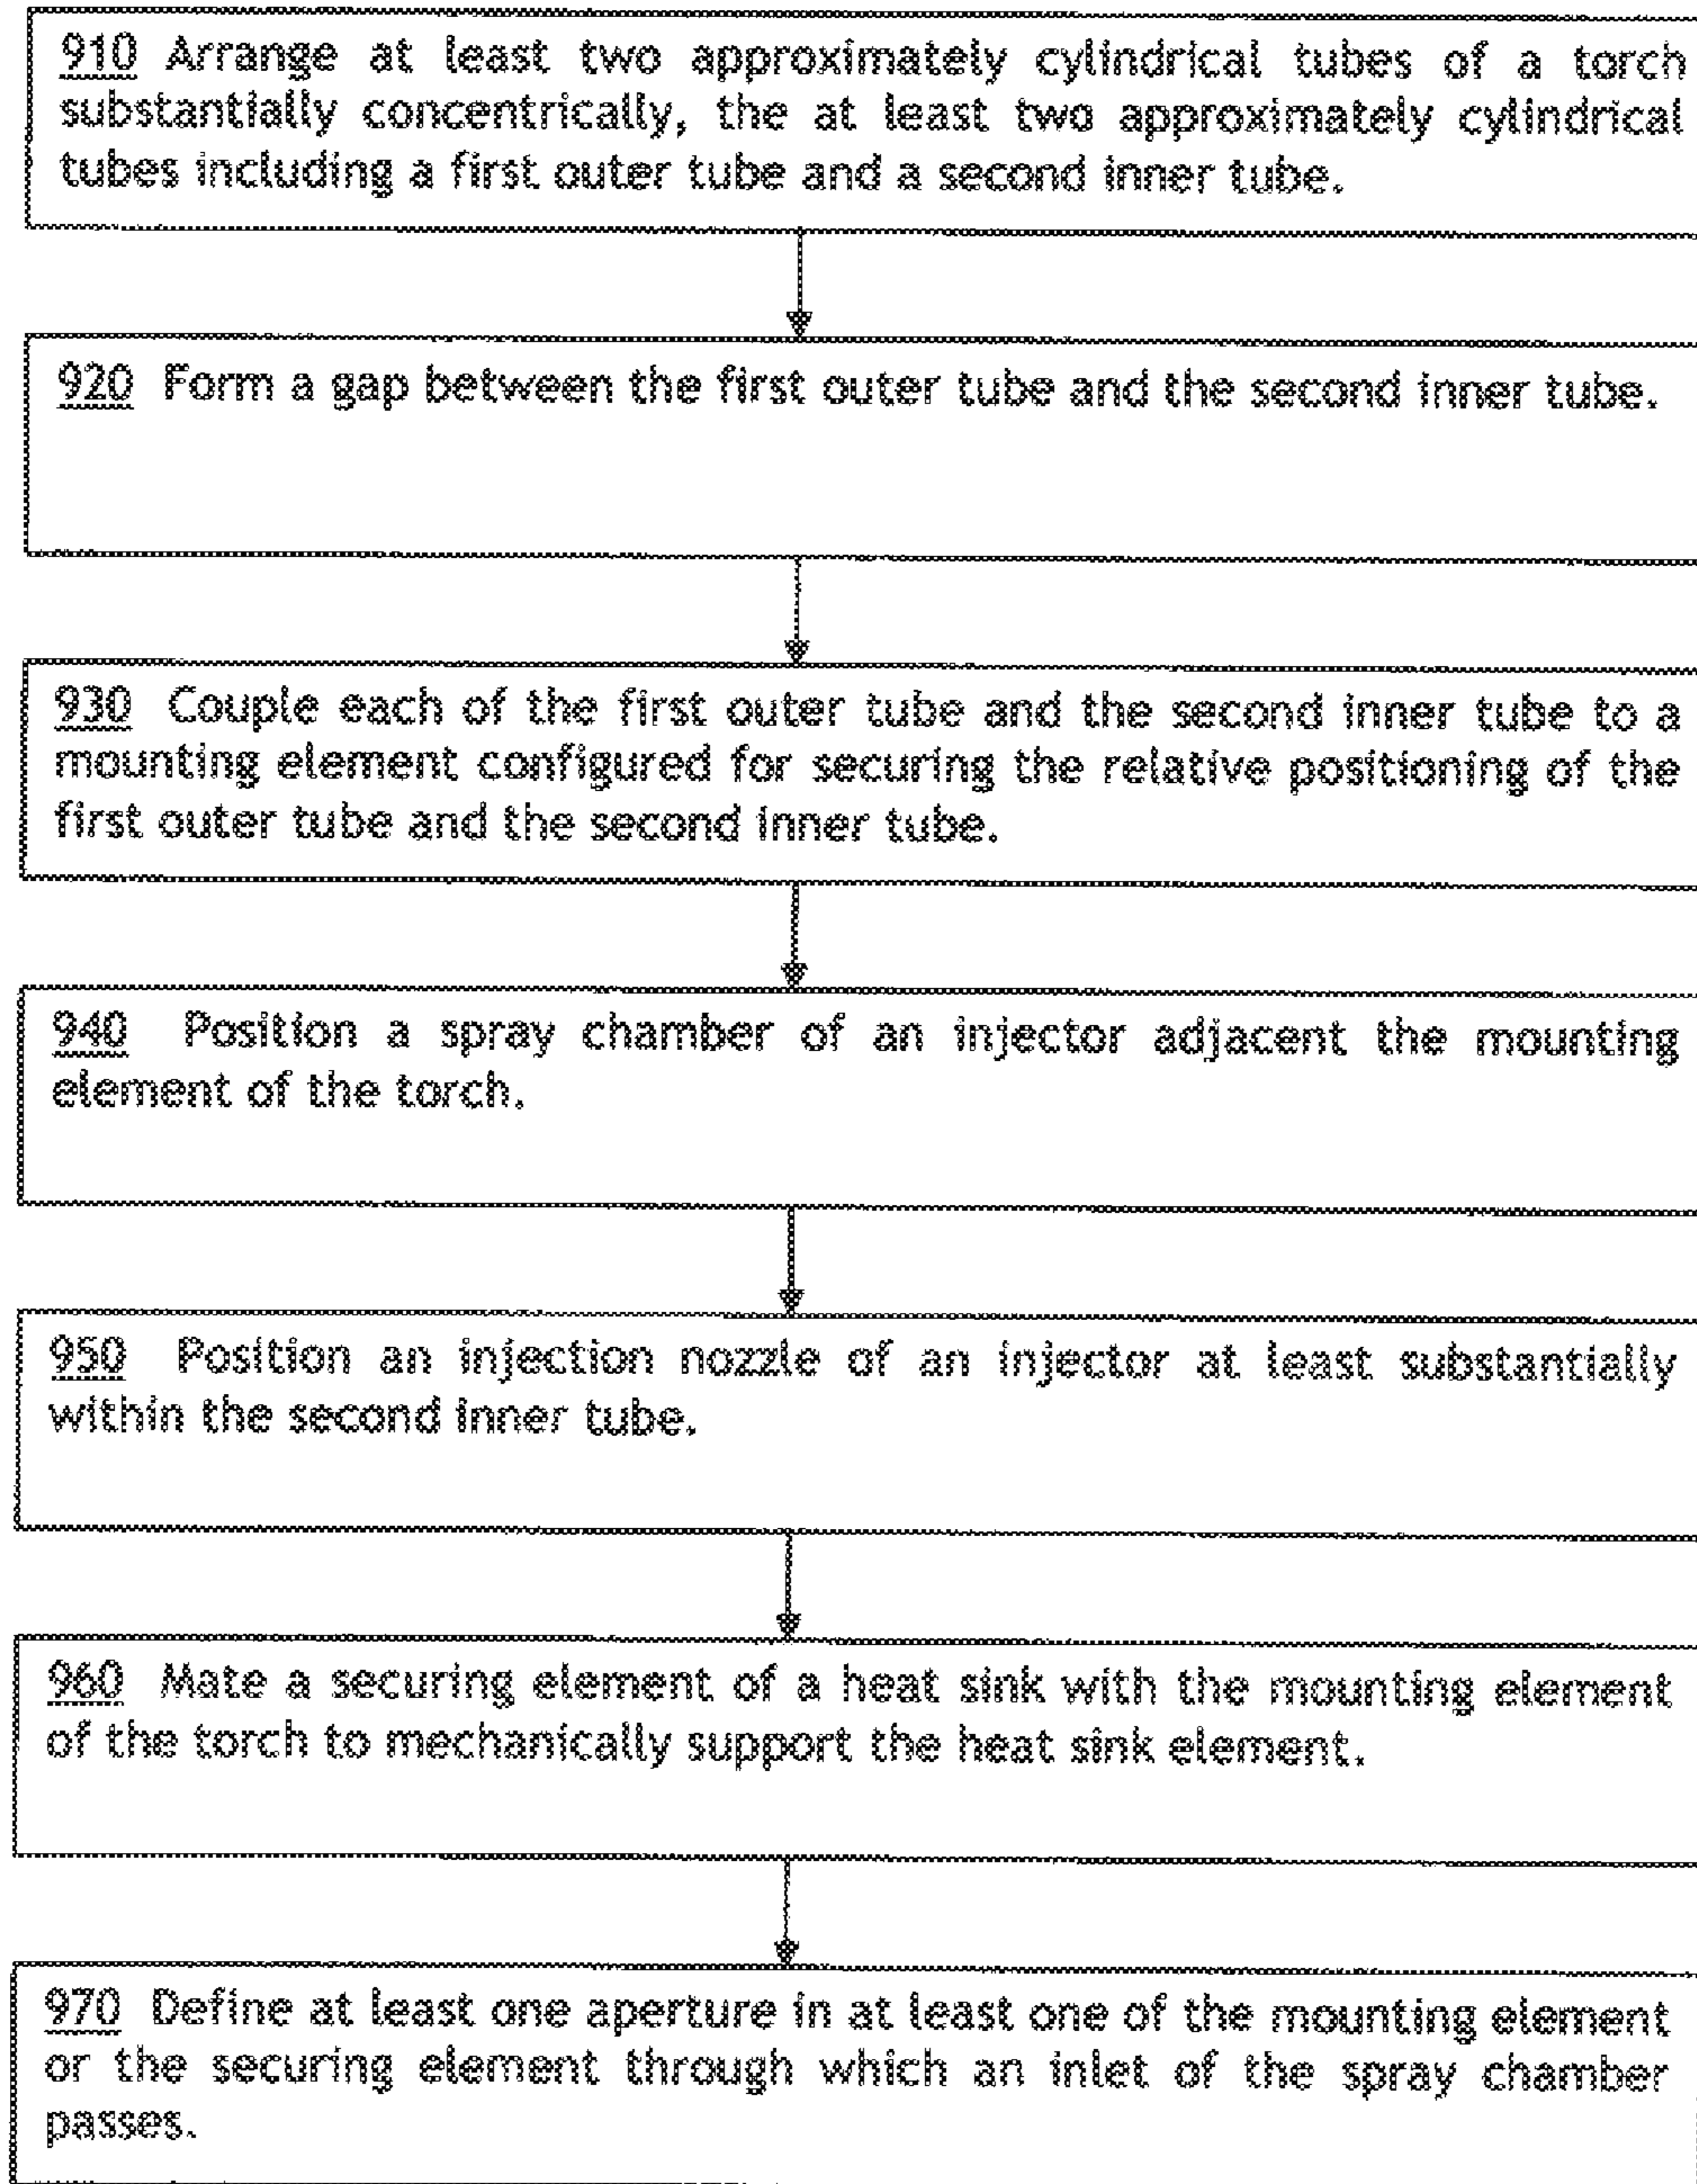 910 Arrange at least two approximately cylindrical tubes of a torch
substantially concentrically, the at least two approximately cylindrical
tubes including a first outer tube and a second inner tube.
920 Form a gap between the first outer tube and the second inner tube.
930 Couple each of the first outer tube and the second inner tube to a
mounting element configured for securing the relative positioning of the
first outer tube and the second inner tube.
940 Position a spray chamber of an injector adjacent the mounting
element of the torch.
950 Position an injection nozzle of an injector at least substantially
within the second inner tube.
960 Mate a securing element of a heat sink with the mounting element
of the torch to mechanically support the heat sink element.
970 Define at least one aperture in at least one of the mounting element
or the securing element through which an inlet of the spray chamber
passes.